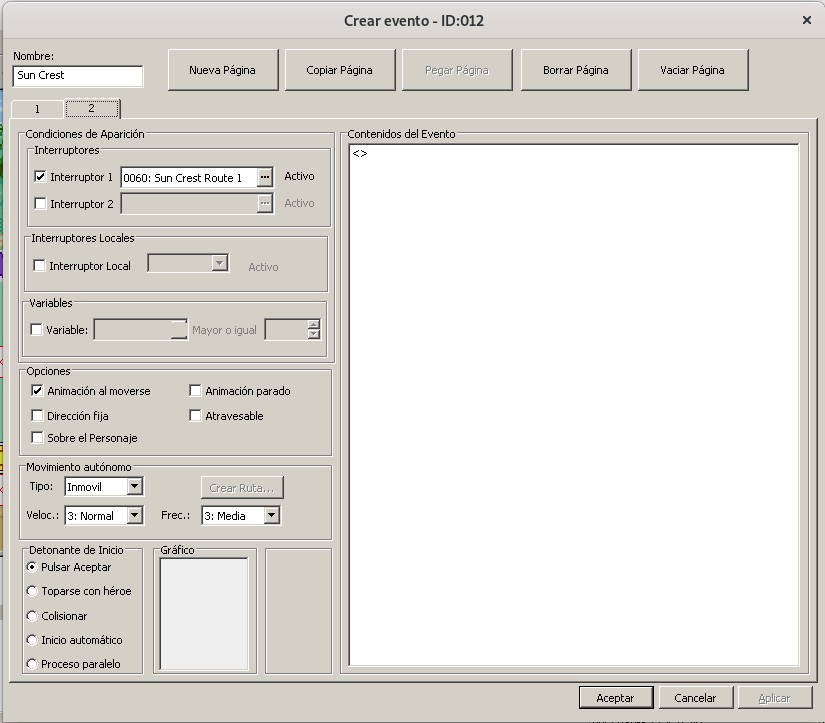 Crear evento - ID:012
Nombre:
Sun Crest
Nueva Página
Copiar Página
Pegar Página
Borrar Página
Vaciar Página
1
2
Condiciones de Aparición
Interruptores
Interruptor 1
0060: Sun Crest Route 1
...
Activo
Interruptor 2
...
Activo
Interruptores Locales
Interruptor Local
Activo
Variables
Variable:
Mayor o igual
Opciones
Animación al moverse
Animación parado
Dirección fija
Atravesable
Sobre el Personaje
Movimiento autónomo
Tipo:
Inmovil
Crear Ruta...
Veloc.:
3: Normal
Frec.:
3: Media
Detonante de Inicio
Pulsar Aceptar
Toparse con héroe
Colisionar
Inicio automático
Proceso paralelo
Gráfico
Contenidos del Evento
<>
Aceptar
Cancelar
Aplicar